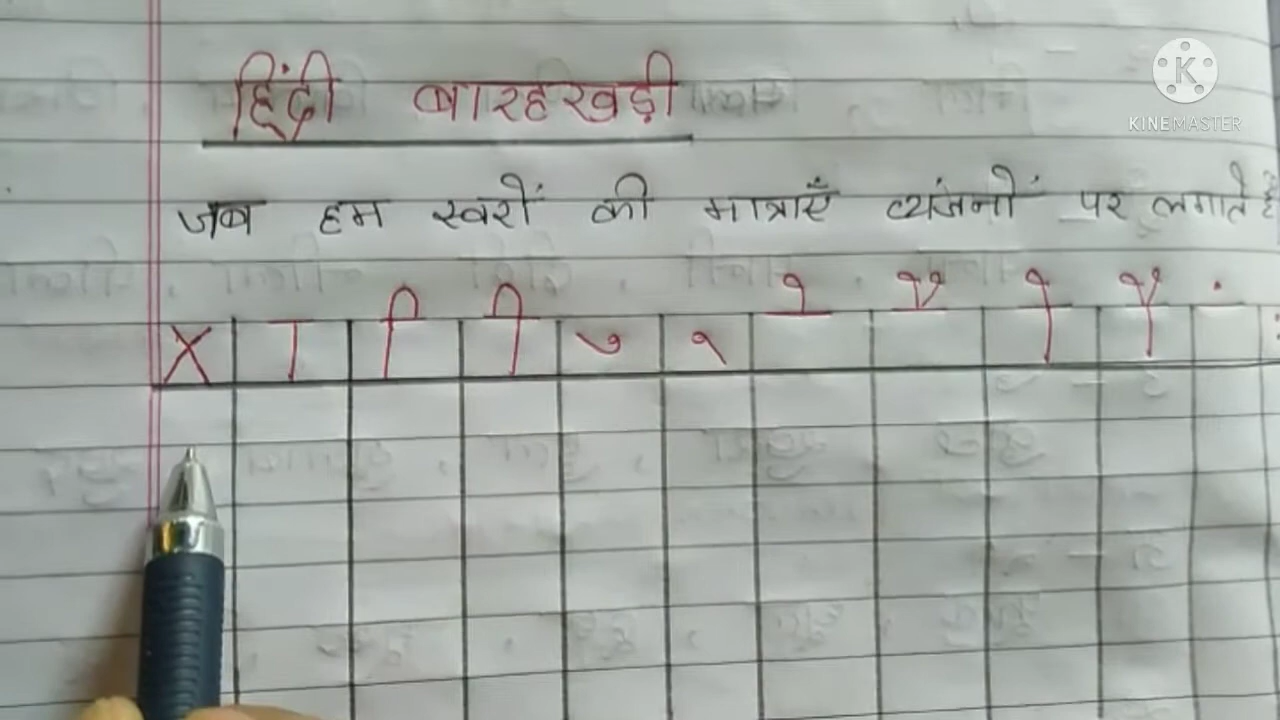 हिंदी बारहखड़ी
K
KINEMASTER
जब हम स्वरों की मात्राएँ व्यंजनों पर लगाते हैं
X ा ि ी ु ू े ै ो ौ ं ः